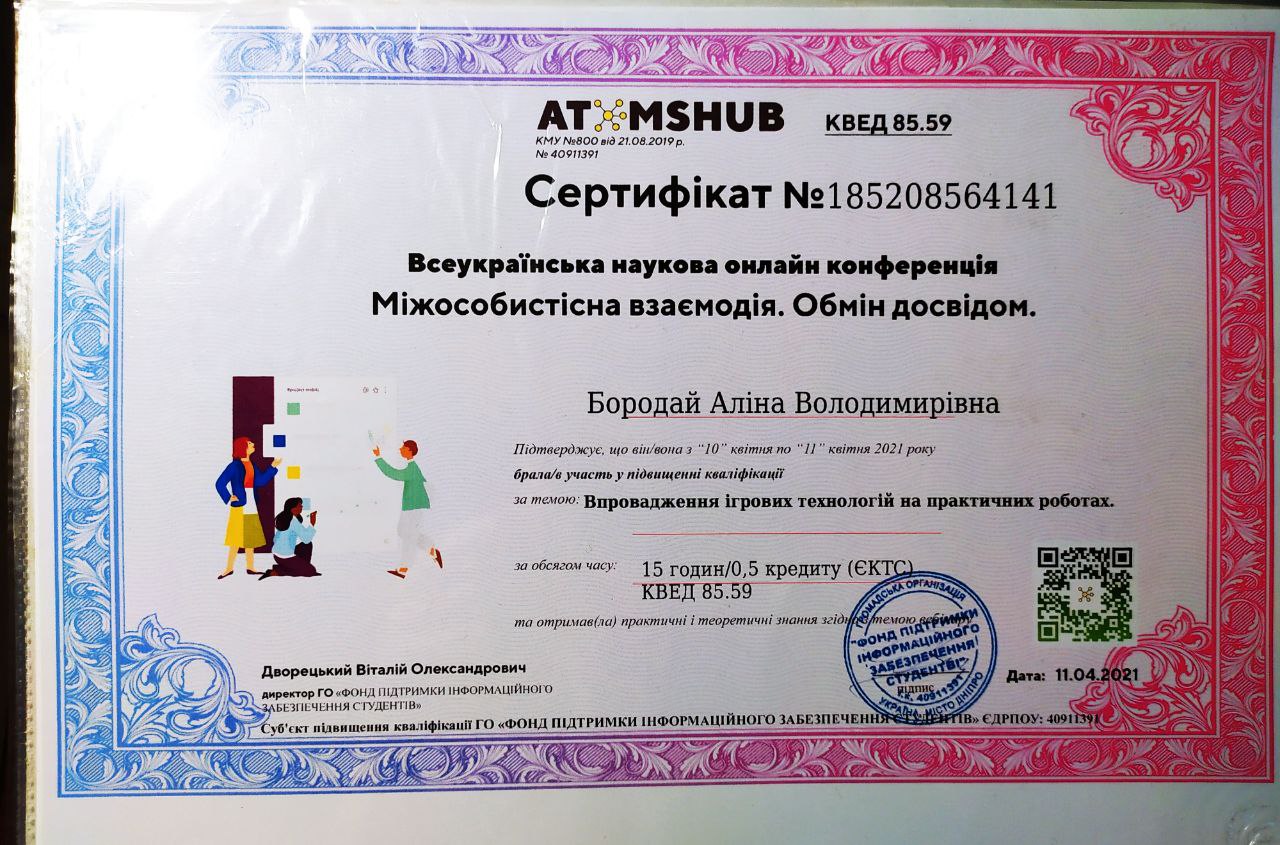 ATOMSHUB
КВЕД 85.59
КМУ №800 від 21.08.2019 р.
№ 40911391
Сертифікат №185208564141
Всеукраїнська наукова онлайн конференція
Міжособистісна взаємодія. Обмін досвідом.
Бородай Аліна Володимирівна
Підтверджує, що він/вона з “10” квітня по “11” квітня 2021 року
брала/в участь у підвищенні кваліфікації
за темою: Впровадження ігрових технологій на практичних роботах.
за обсягом часу: 15 годин/0,5 кредиту (ЄКТС)
КВЕД 85.59
та отримав(ла) практичні і теоретичні знання згідно з темою вебінару
ГРОМАДСЬКА ОРГАНІЗАЦІЯ
"ФОНД ПІДТРИМКИ
ІНФОРМАЦІЙНОГО
ЗАБЕЗПЕЧЕННЯ
СТУДЕНТІВ"
І.К. 40911391
УКРАЇНА, МІСТО ДНІПРО
підпис
Дворецький Віталій Олександрович
директор ГО «ФОНД ПІДТРИМКИ ІНФОРМАЦІЙНОГО
ЗАБЕЗПЕЧЕННЯ СТУДЕНТІВ»
Дата: 11.04.2021
Суб'єкт підвищення кваліфікації ГО «ФОНД ПІДТРИМКИ ІНФОРМАЦІЙНОГО ЗАБЕЗПЕЧЕННЯ СТУДЕНТІВ» ЄДРПОУ: 40911391